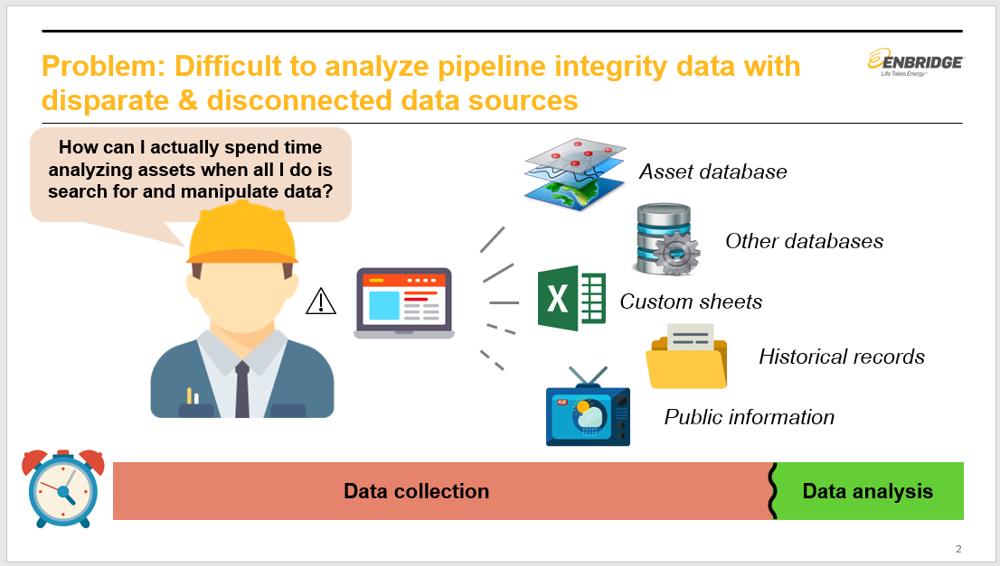 Problem: Difficult to analyze pipeline integrity data with
disparate & disconnected data sources
ENBRIDGE
Life Takes Energy™
How can I actually spend time
analyzing assets when all I do is
search for and manipulate data?
Asset database
Other databases
X
Custom sheets
Historical records
FLAT
Public information
Data collection
Data analysis
2